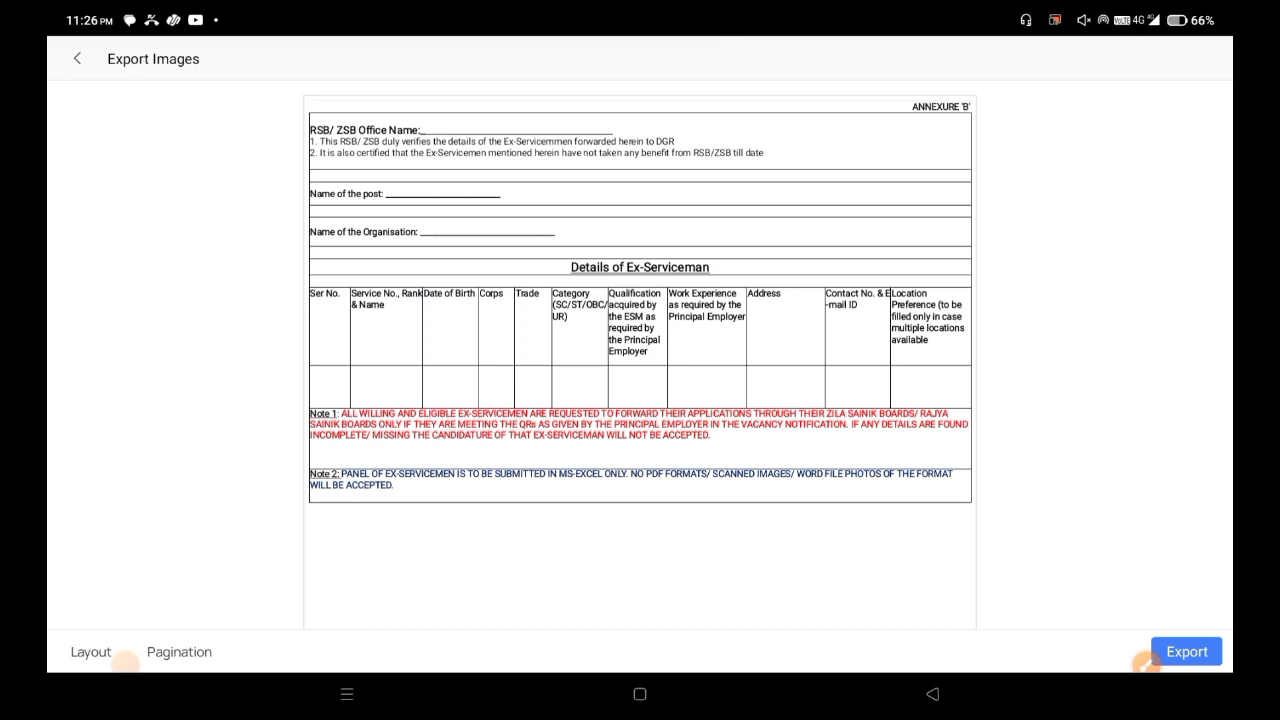 11:26 PM 4G 66%
Export Images
ANNEXURE 'B'
RSB/ ZSB Office Name:
1. This RSB/ ZSB duly verifies the details of the Ex-Servicemmen forwarded herein to DGR
2. It is also certified that the Ex-Servicemen mentioned herein have not taken any benefit from RSB/ZSB till date
Name of the post:
Name of the Organisation:
Details of Ex-Serviceman
Ser No.
Service No., Rank
& Name
Date of Birth
Corps
Trade
Category
(SC/ST/OBC/
UR)
Qualification
acquired by
the ESM as
required by
the Principal
Employer
Work Experience
as required by the
Principal Employer
Address
Contact No. & E
-mail ID
Location
Preference (to be
filled only in case
multiple locations
available
Note 1: ALL WILLING AND ELIGIBLE EX-SERVICEMEN ARE REQUESTED TO FORWARD THEIR APPLICATIONS THROUGH THEIR ZILA SAINIK BOARDS/ RAJYA
SAINIK BOARDS ONLY IF THEY ARE MEETING THE QRs AS GIVEN BY THE PRINCIPAL EMPLOYER IN THE VACANCY NOTIFICATION. IF ANY DETAILS ARE FOUND
INCOMPLETE/ MISSING THE CANDIDATURE OF THAT EX-SERVICEMAN WILL NOT BE ACCEPTED.
Note 2: PANEL OF EX-SERVICEMEN IS TO BE SUBMITTED IN MS-EXCEL ONLY. NO PDF FORMATS/ SCANNED IMAGES/ WORD FILE PHOTOS OF THE FORMAT
WILL BE ACCEPTED.
Layout
Pagination
Export